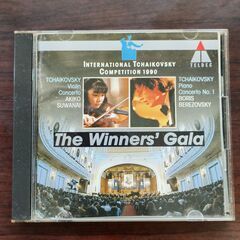 INTERNATIONAL TCHAIKOVSKY
COMPETITION 1990
TELDEC
TCHAIKOVSKY
Violin
Concerto
AKIKO
SUWANAI
TCHAIKOVSKY
Piano
Concerto No. 1
BORIS
BEREZOVSKY
The Winners' Gala